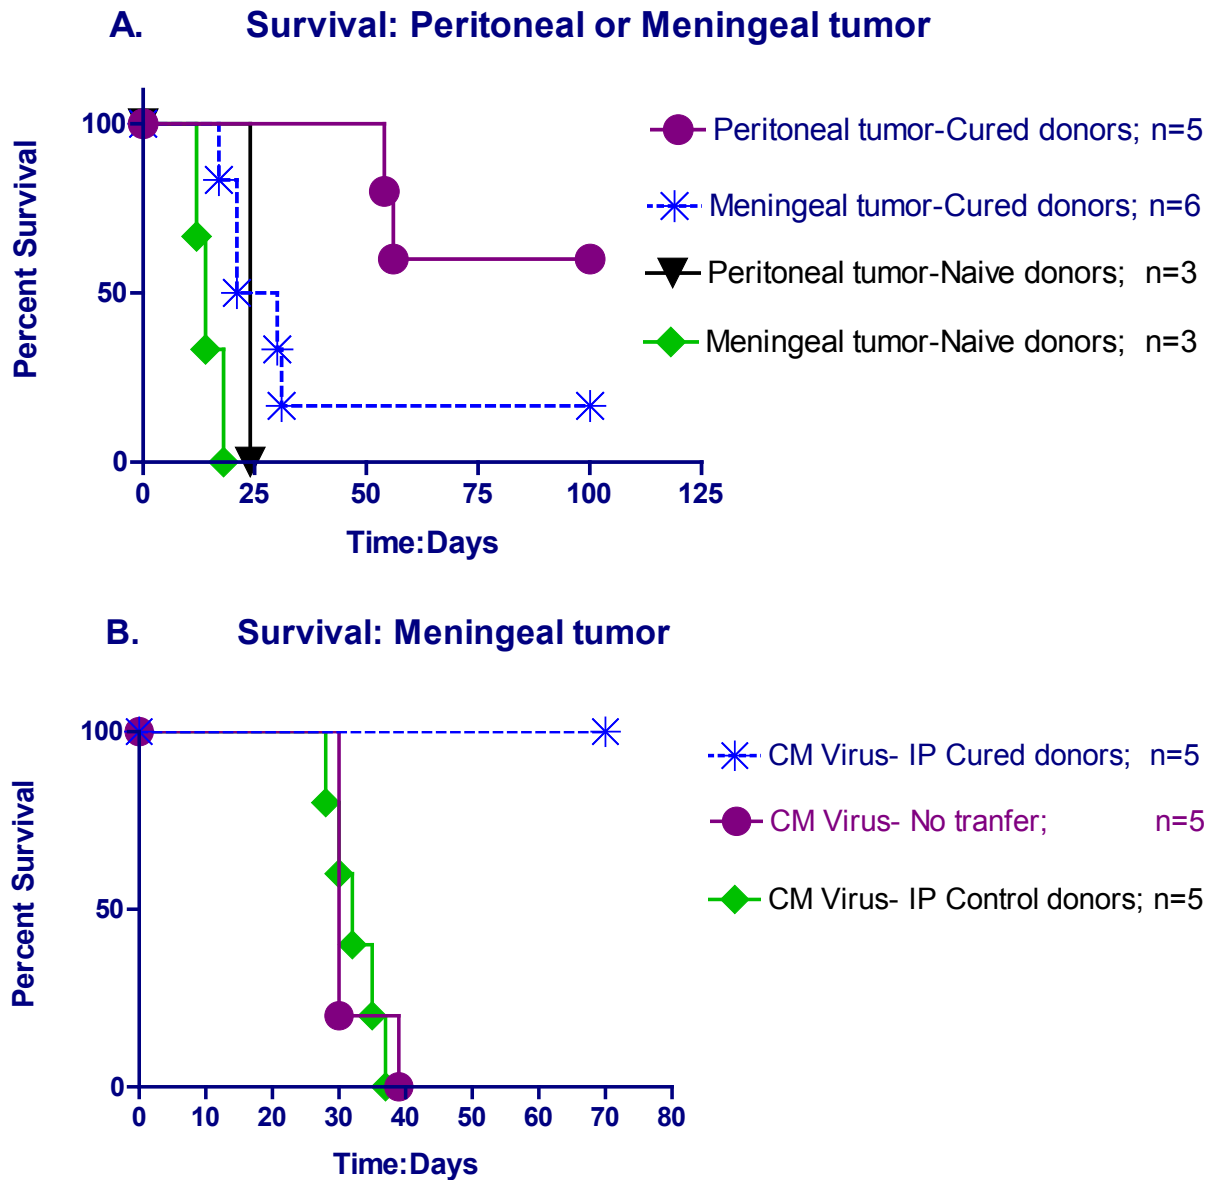 A. Survival: Peritoneal or Meningeal tumor
Percent Survival
100
50
0
0 25 50 75 100 125
Time:Days
Peritoneal tumor-Cured donors; n=5
Meningeal tumor-Cured donors; n=6
Peritoneal tumor-Naive donors; n=3
Meningeal tumor-Naive donors; n=3
B. Survival: Meningeal tumor
Percent Survival
100
50
0
0 10 20 30 40 50 60 70 80
Time:Days
CM Virus- IP Cured donors; n=5
CM Virus- No tranfer; n=5
CM Virus- IP Control donors; n=5